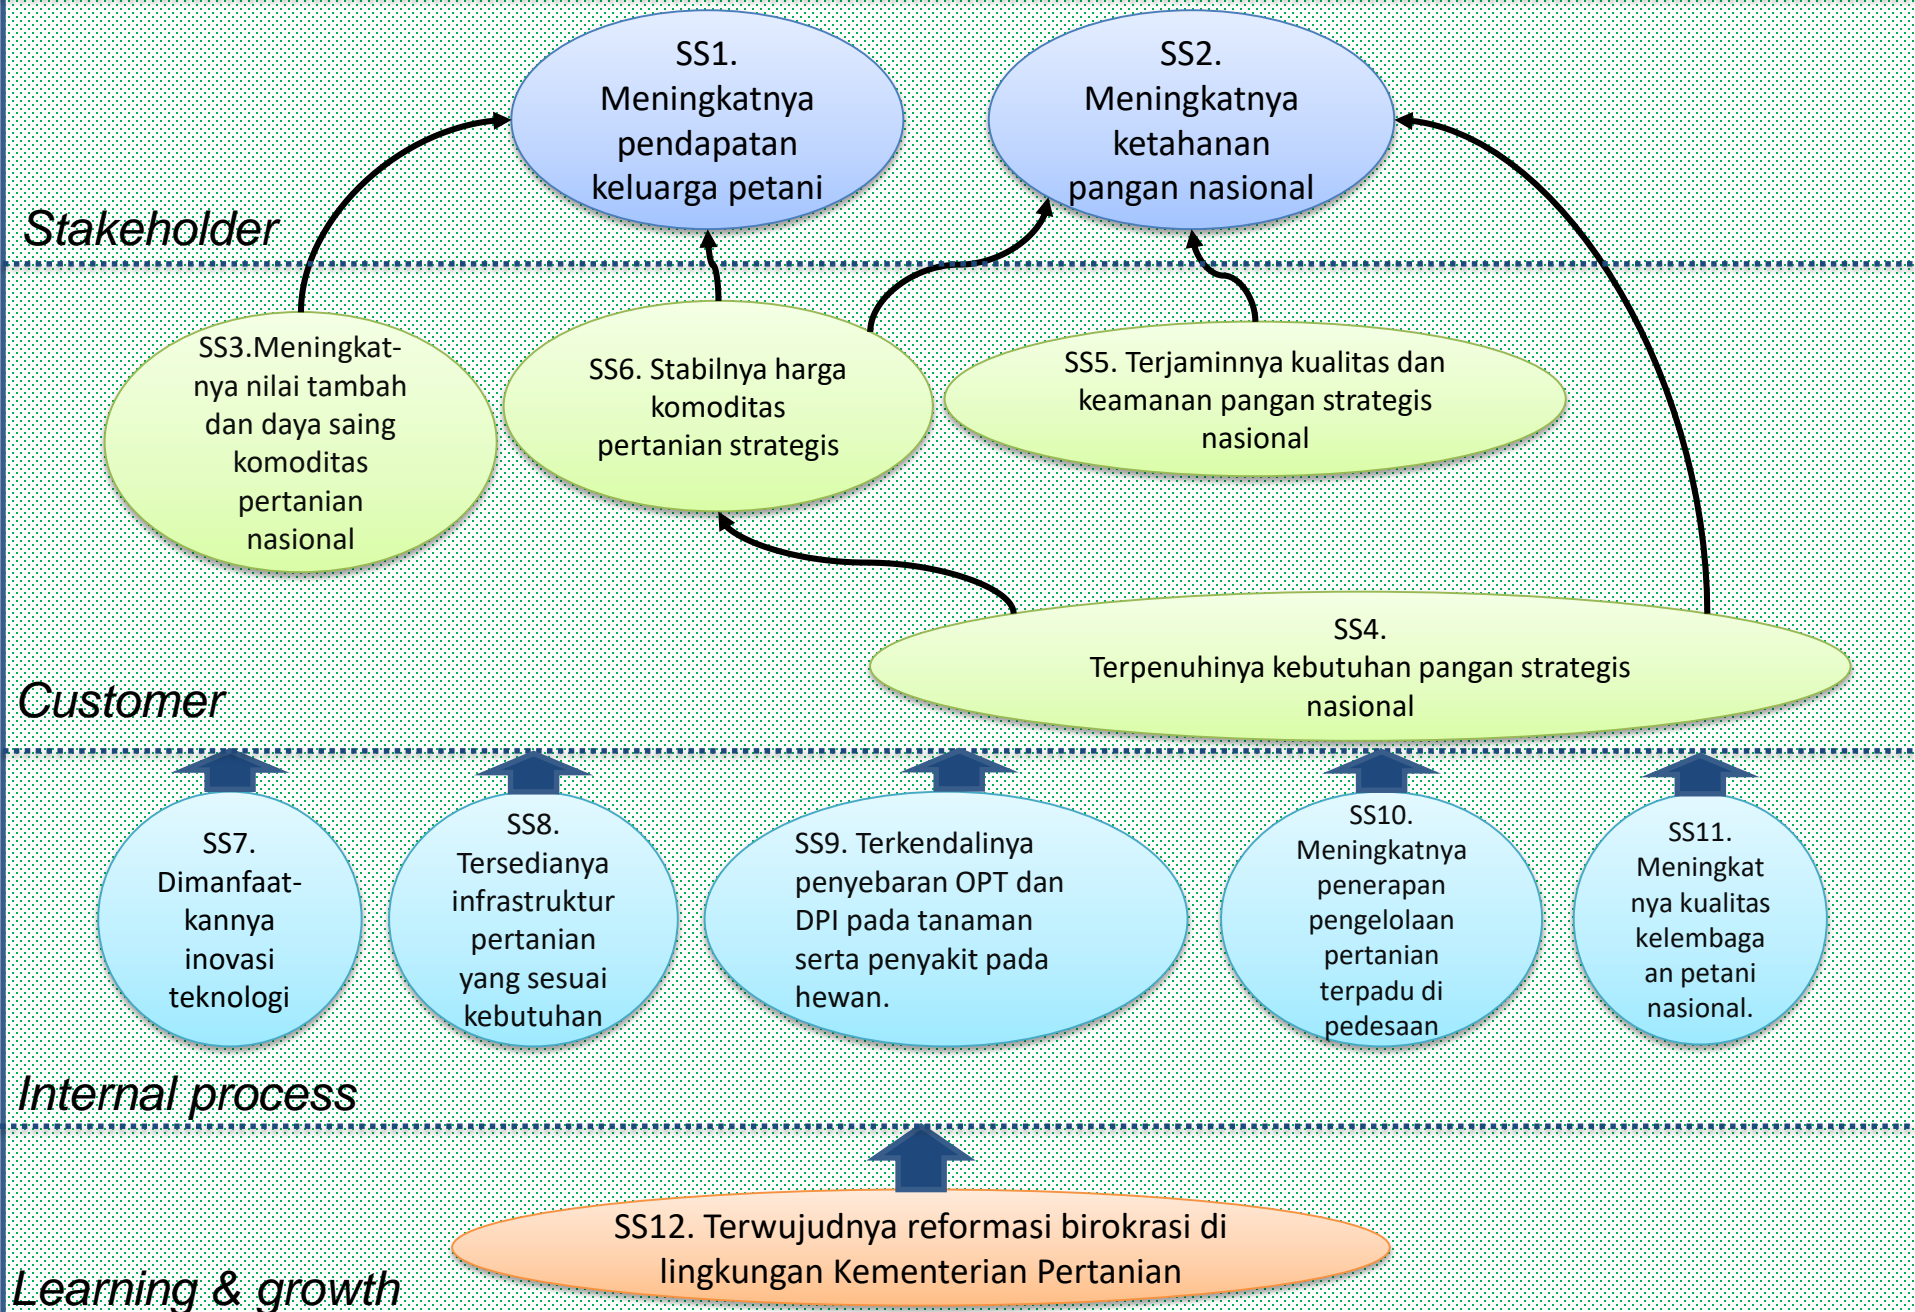 SS1.
Meningkatnya
pendapatan
keluarga petani
SS2.
Meningkatnya
ketahanan
pangan nasional
Stakeholder
SS3.Meningkat-
nya nilai tambah
dan daya saing
komoditas
pertanian
nasional
SS6. Stabilnya harga
komoditas
pertanian strategis
SS5. Terjaminnya kualitas dan
keamanan pangan strategis
nasional
SS4.
Terpenuhinya kebutuhan pangan strategis
nasional
Customer
SS7.
Dimanfaat-
kannya
inovasi
teknologi
SS8.
Tersedianya
infrastruktur
pertanian
yang sesuai
kebutuhan
SS9. Terkendalinya
penyebaran OPT dan
DPI pada tanaman
serta penyakit pada
hewan.
SS10.
Meningkatnya
penerapan
pengelolaan
pertanian
terpadu di
pedesaan
SS11.
Meningkat
nya kualitas
kelembaga
an petani
nasional.
Internal process
SS12. Terwujudnya reformasi birokrasi di
lingkungan Kementerian Pertanian
Learning & growth